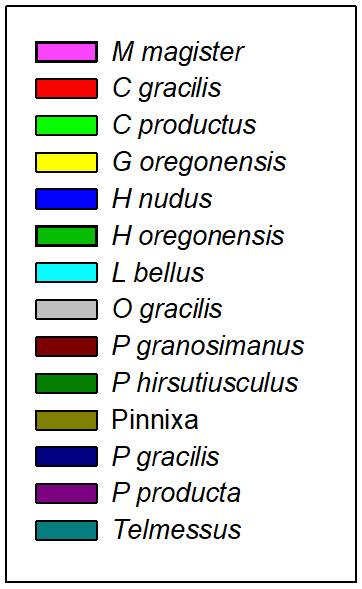 M magister
C gracilis
C productus
G oregonensis
H nudus
H oregonensis
L bellus
O gracilis
P granosimanus
P hirsutiusculus
Pinnixa
P gracilis
P producta
Telmessus